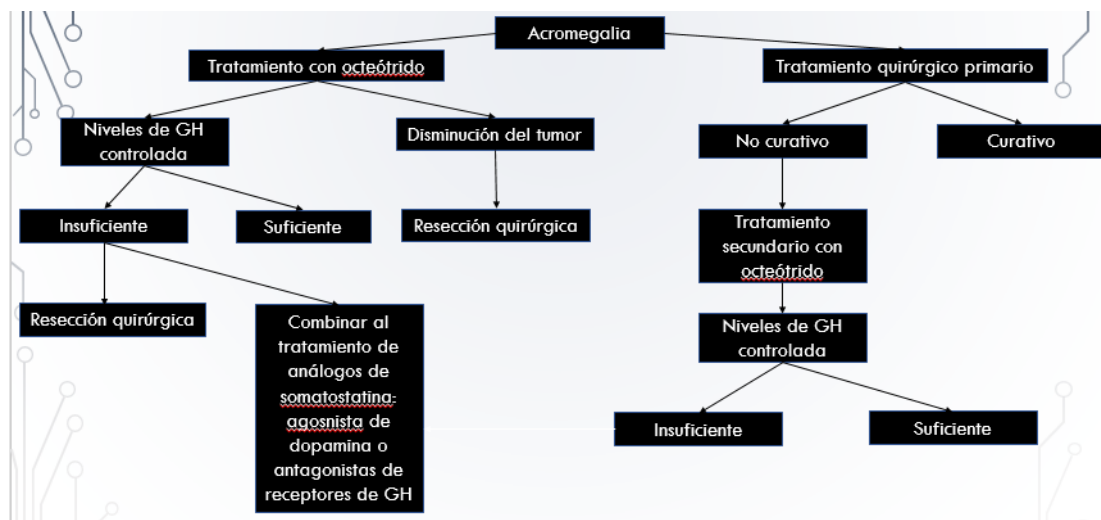 Acromegalia
Tratamiento con octeótrido
Tratamiento quirúrgico primario
Niveles de GH
controlada
Disminución del tumor
No curativo
Curativo
Insuficiente
Suficiente
Resección quirúrgica
Tratamiento
secundario con
octeótrido
Resección quirúrgica
Combinar al
tratamiento de
análogos de
somatostatina:
agosnista de
dopamina o
antagonistas de
receptores de GH
Niveles de GH
controlada
Insuficiente
Suficiente